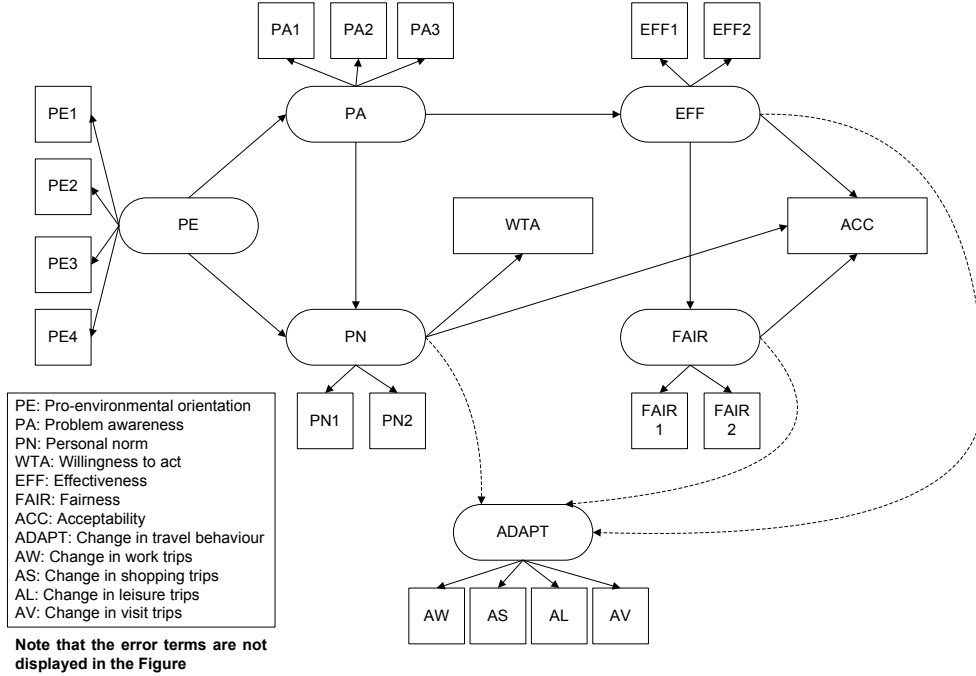 PA1
PA2
PA3
EFF1
EFF2
PE1
PA
EFF
PE2
PE
WTA
ACC
PE3
PE4
PN
FAIR
PN1
PN2
FAIR
1
FAIR
2
PE: Pro-environmental orientation
PA: Problem awareness
PN: Personal norm
WTA: Willingness to act
EFF: Effectiveness
FAIR: Fairness
ACC: Acceptability
ADAPT: Change in travel behaviour
AW: Change in work trips
AS: Change in shopping trips
AL: Change in leisure trips
AV: Change in visit trips
ADAPT
AW
AS
AL
AV
Note that the error terms are not
displayed in the Figure